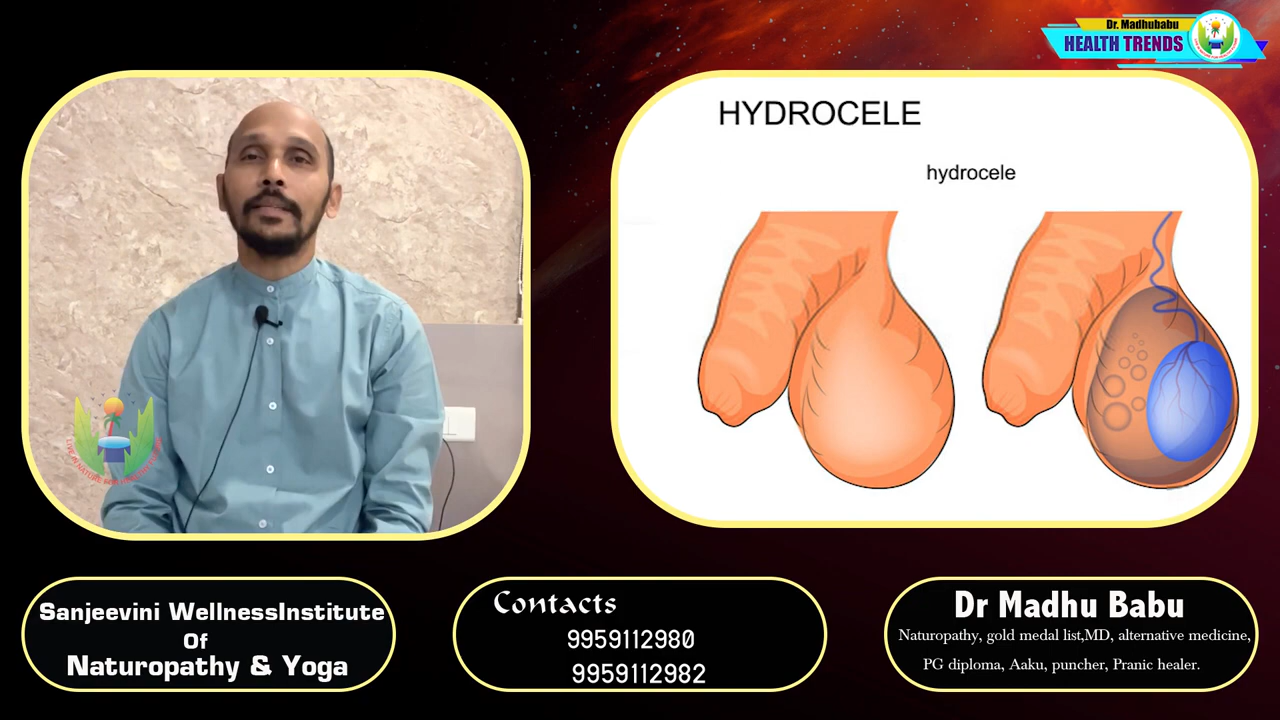 Dr. Madhubabu
HEALTH TRENDS
HYDROCELE
hydrocele
Sanjeevini WellnessInstitute
Of
Naturopathy & Yoga
Contacts
9959112980
9959112982
Dr Madhu Babu
Naturopathy, gold medal list,MD, alternative medicine,
PG diploma, Aaku, puncher, Pranic healer.